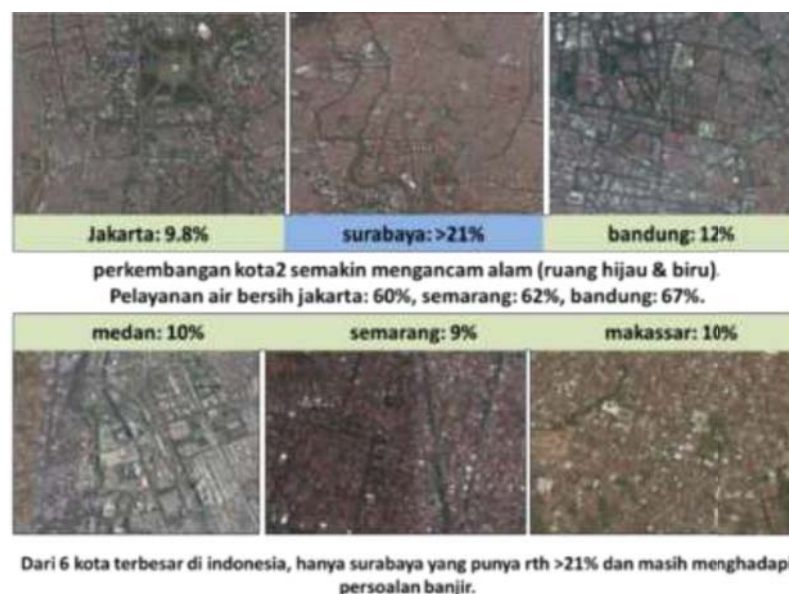 Jakarta: 9.8%
surabaya: >21%
bandung: 12%
perkembangan kota2 semakin mengancam alam (ruang hijau & biru).
Pelayanan air bersih jakarta: 60%, semarang: 62%, bandung: 67%.
medan: 10%
semarang: 9%
makassar: 10%
Dari 6 kota terbesar di indonesia, hanya surabaya yang punya rth >21% dan masih menghadapi
persoalan banjir.